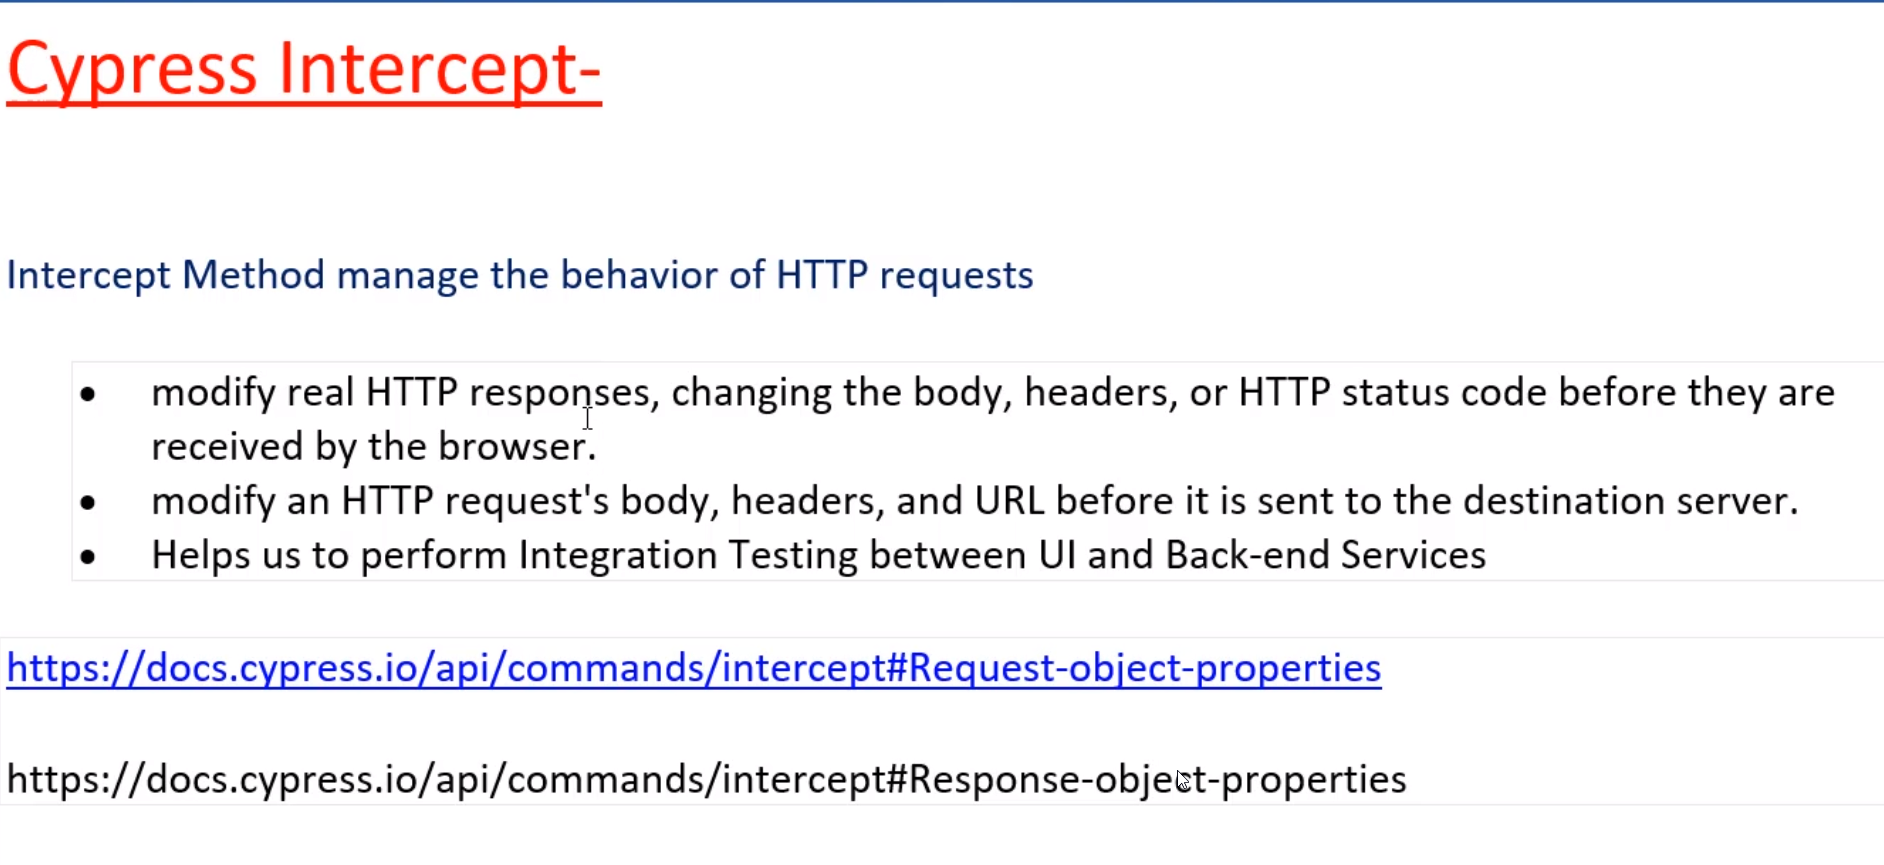 Cypress Intercept-
Intercept Method manage the behavior of HTTP requests
• modify real HTTP responses, changing the body, headers, or HTTP status code before they are
received by the browser.
• modify an HTTP request's body, headers, and URL before it is sent to the destination server.
• Helps us to perform Integration Testing between UI and Back-end Services
https://docs.cypress.io/api/commands/intercept#Request-object-properties
https://docs.cypress.io/api/commands/intercept#Response-object-properties